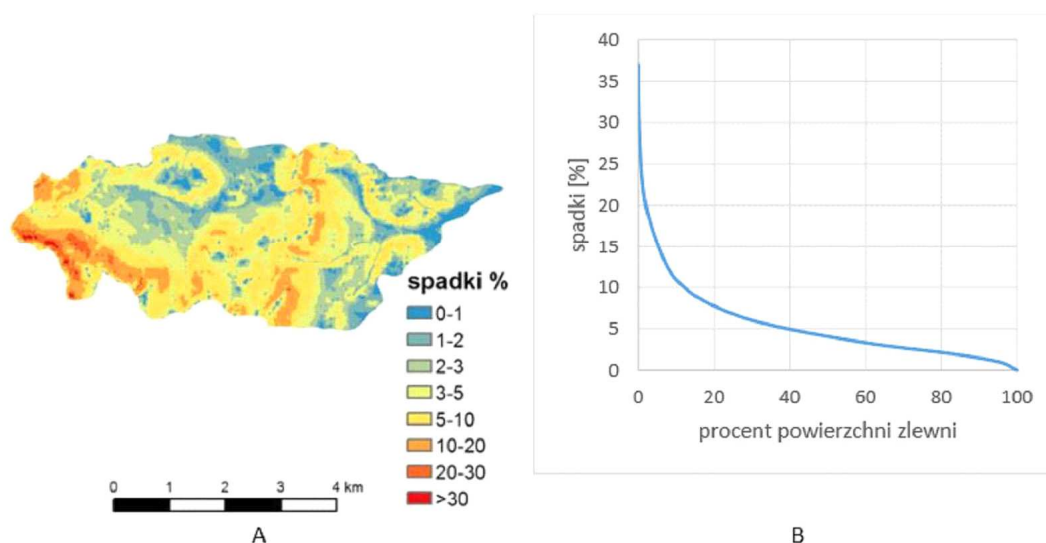 spadki %
0-1
1-2
2-3
3-5
5-10
10-20
20-30
>30
0 1 2 3 4 km
A
40
35
30
25
20
15
10
5
0
spadki [%]
0 20 40 60 80 100
procent powierzchni zlewni
B